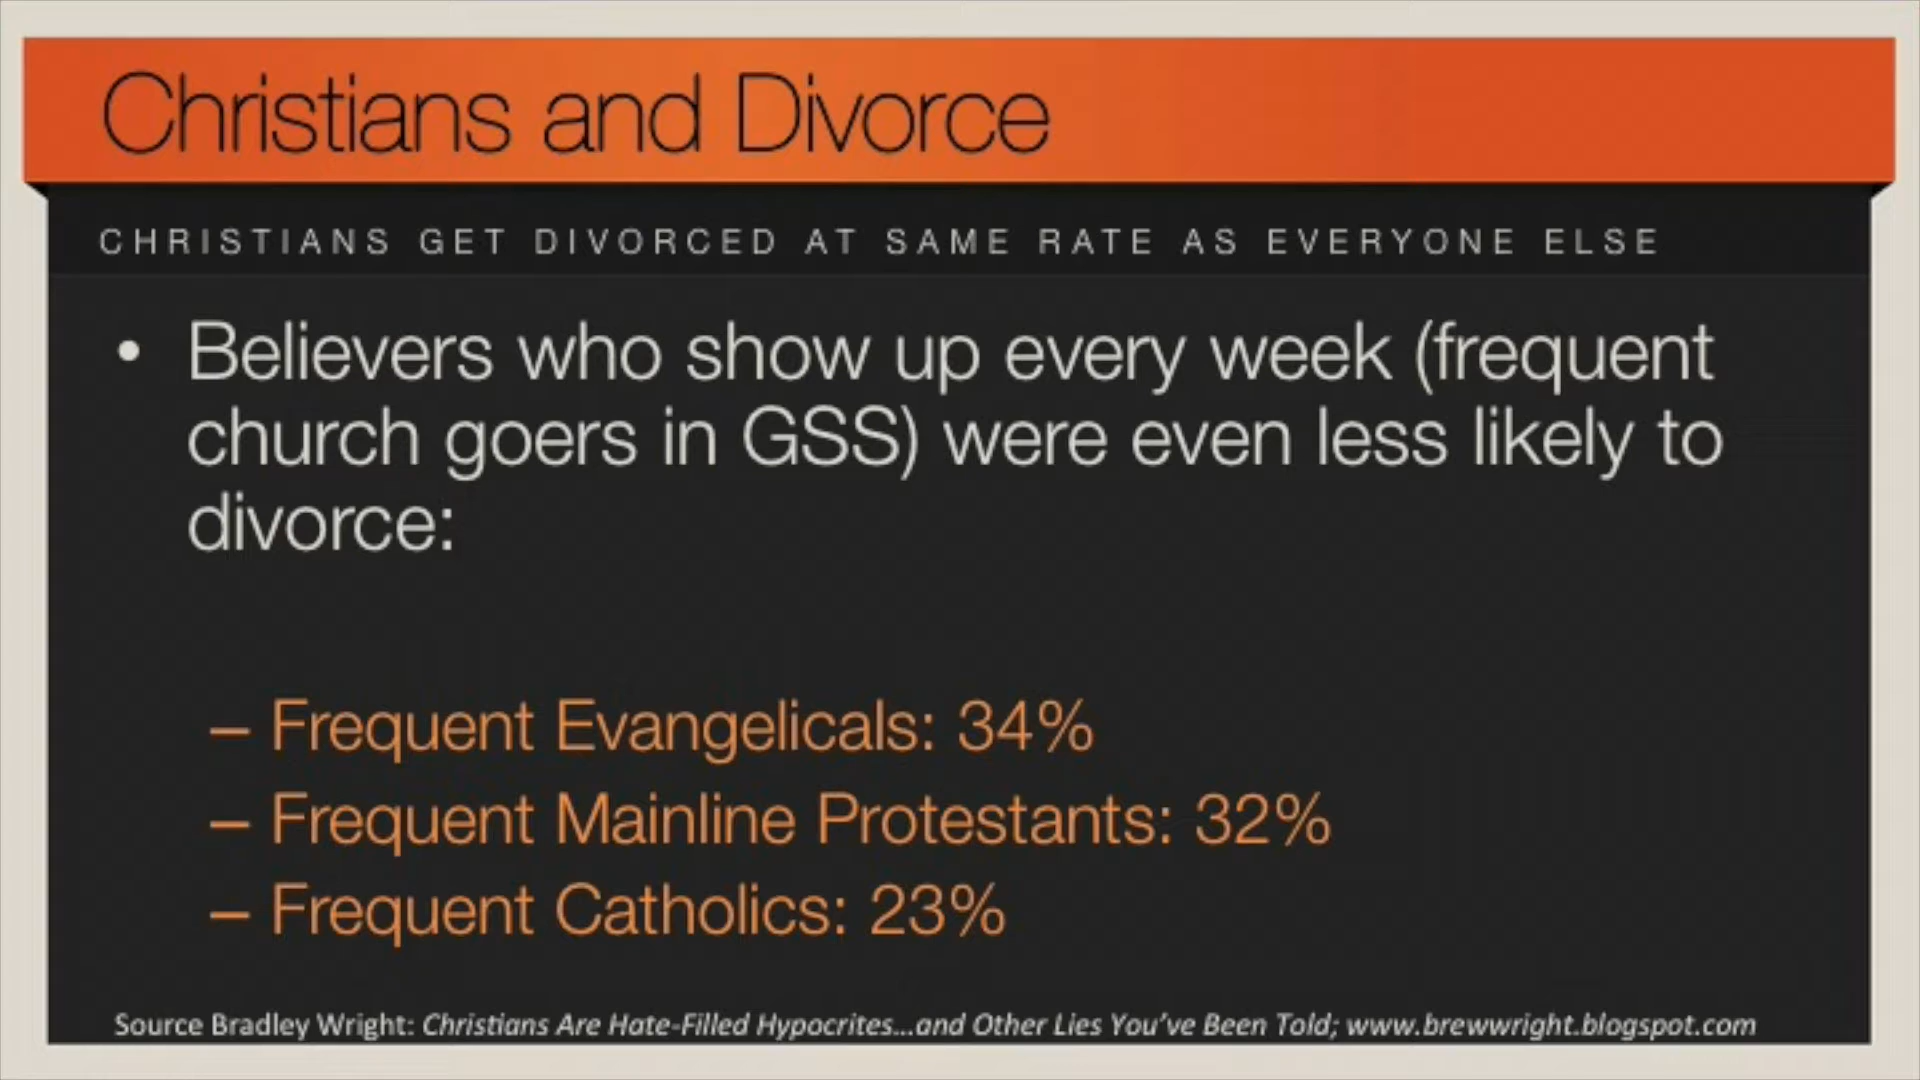 Christians and Divorce
CHRISTIANS GET DIVORCED AT SAME RATE AS EVERYONE ELSE
• Believers who show up every week (frequent
church goers in GSS) were even less likely to
divorce:
– Frequent Evangelicals: 34%
– Frequent Mainline Protestants: 32%
– Frequent Catholics: 23%
Source Bradley Wright: Christians Are Hate-Filled Hypocrites...and Other Lies You've Been Told; www.brewwright.blogspot.com